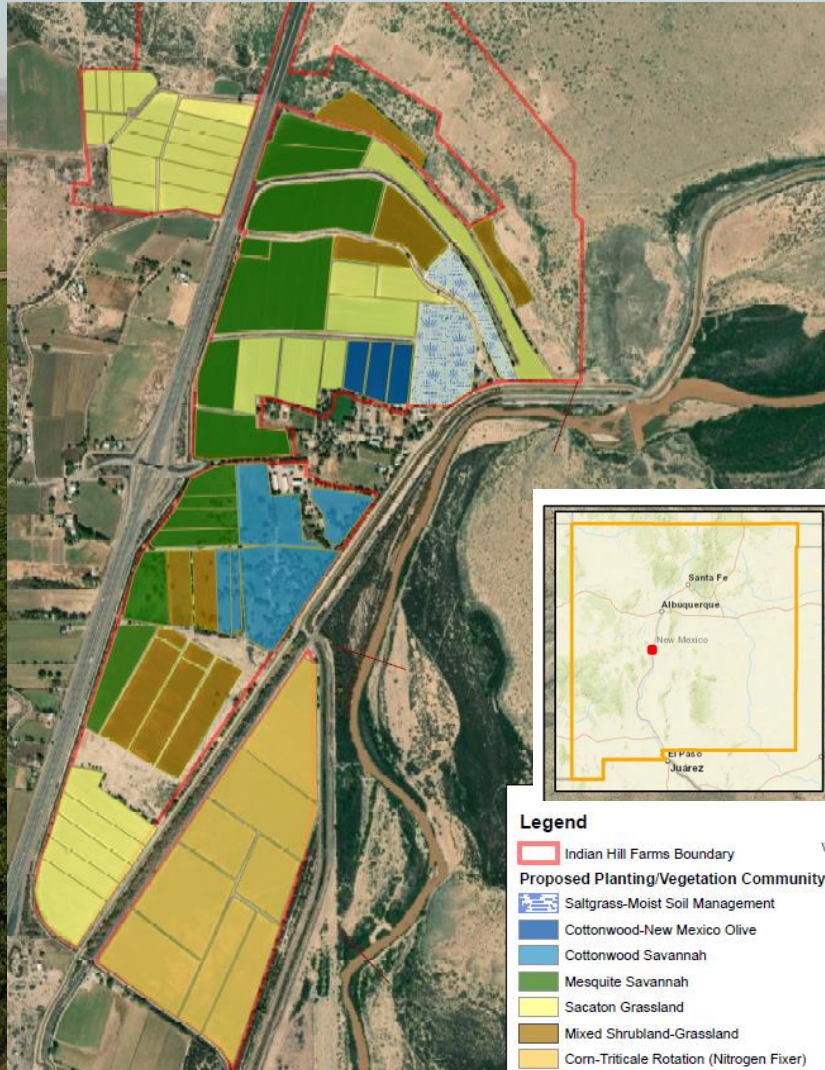 Santa Fe
Albuquerque
New Mexico
El Paso
Juárez
Legend
Indian Hill Farms Boundary
Proposed Planting/Vegetation Community
Saltgrass-Moist Soil Management
Cottonwood-New Mexico Olive
Cottonwood Savannah
Mesquite Savannah
Sacaton Grassland
Mixed Shrubland-Grassland
Corn-Triticale Rotation (Nitrogen Fixer)